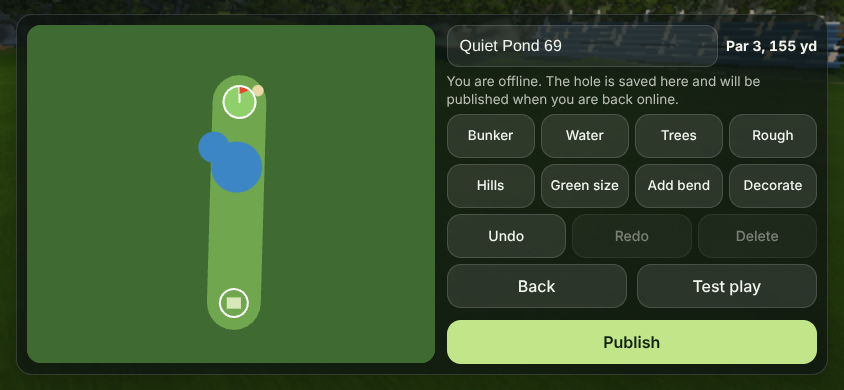 Quiet Pond 69
Par 3, 155 yd
You are offline. The hole is saved here and will be
published when you are back online.
Bunker
Water
Trees
Rough
Hills
Green size
Add bend
Decorate
Undo
Redo
Delete
Back
Test play
Publish